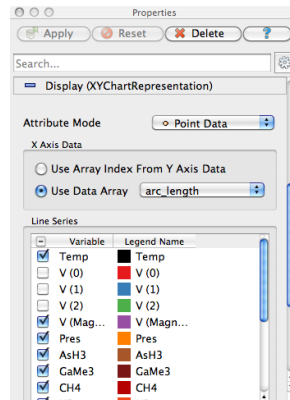 Properties
Apply Reset Delete ?
Search...
Display (XYChartRepresentation)
Attribute Mode Point Data
X Axis Data
Use Array Index From Y Axis Data
Use Data Array arc_length
Line Series
Variable Legend Name
Temp Temp
V (0) V (0)
V (1) V (1)
V (2) V (2)
V (Mag... V (Magn...
Pres Pres
AsH3 AsH3
GaMe3 GaMe3
CH4 CH4